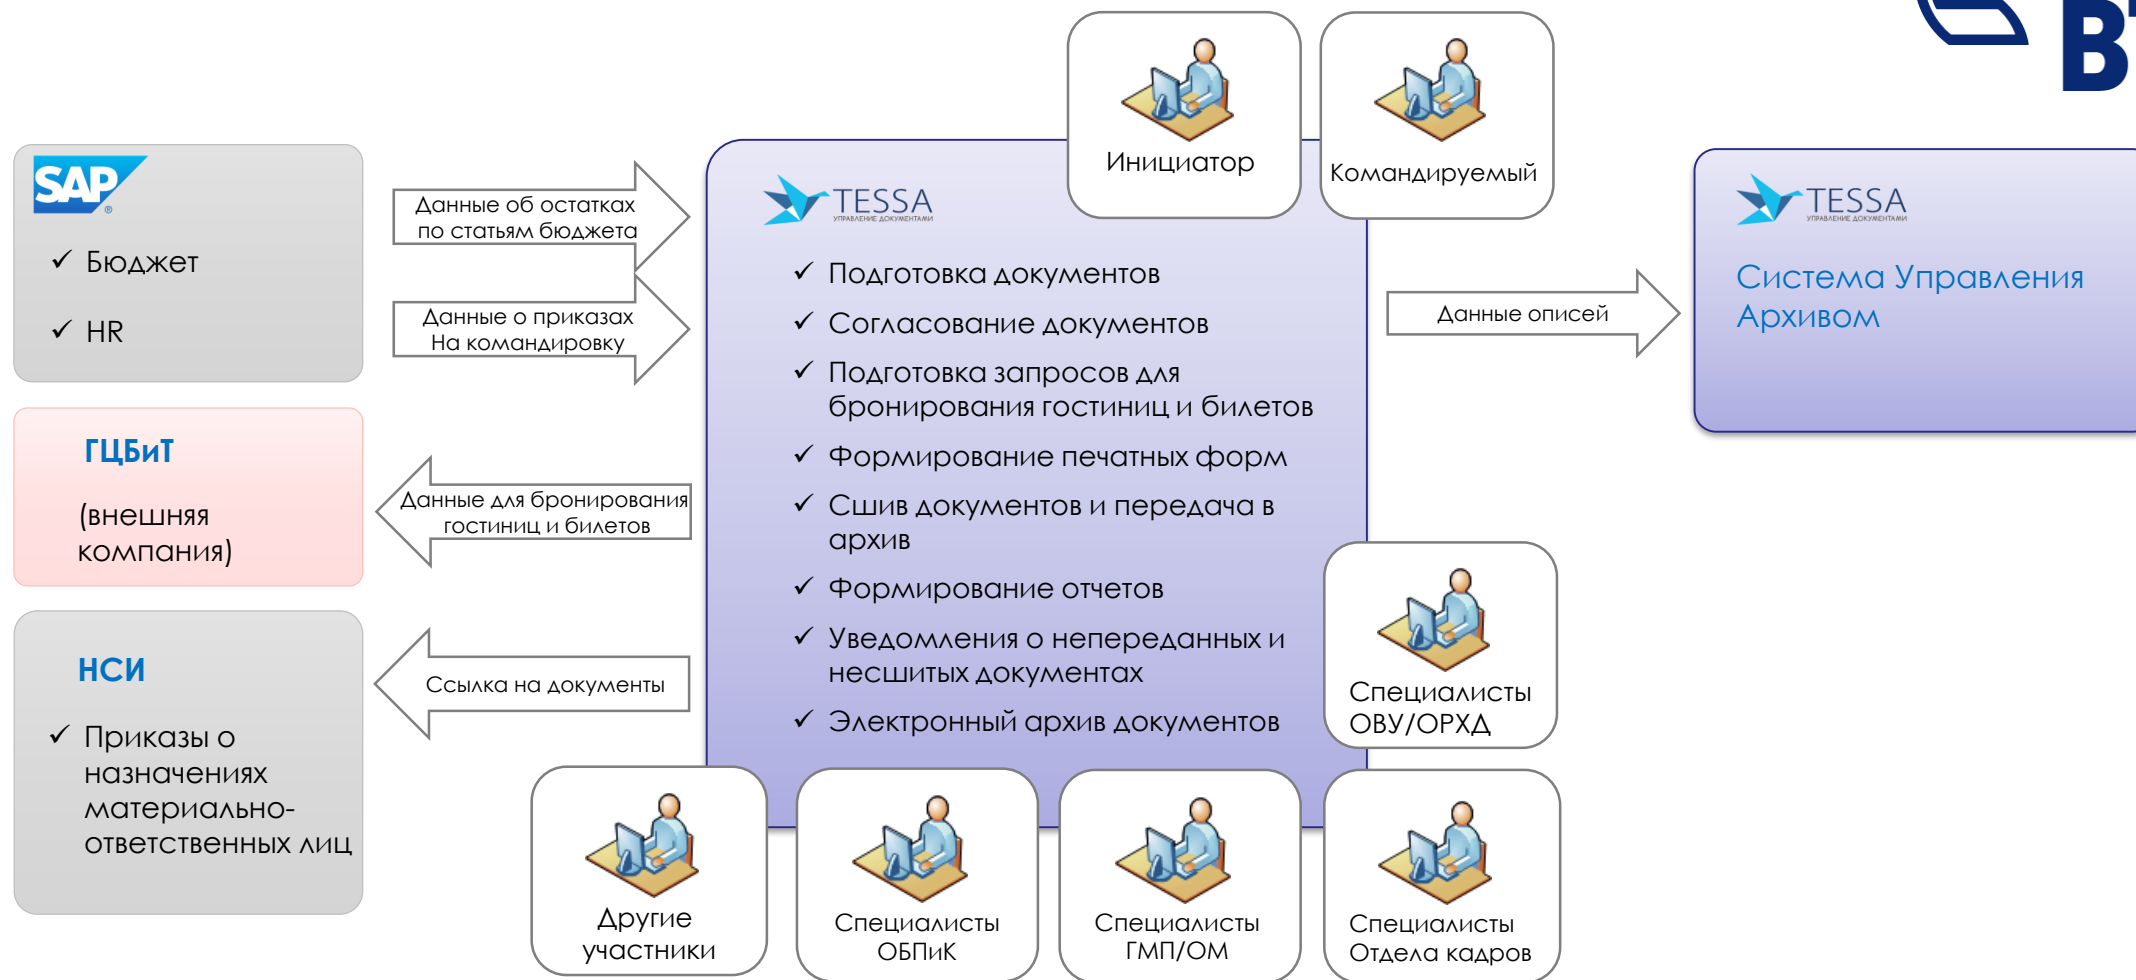 SAP
®
Бюджет
HR
ГЦБиТ
(внешняя
компания)
НСИ
Приказы о
назначениях
материально-
ответственных лиц
Данные об остатках
по статьям бюджета
Данные о приказах
На командировку
Данные для бронирования
гостиниц и билетов
Ссылка на документы
TESSA
УПРАВЛЕНИЕ ДОКУМЕНТАМИ
Подготовка документов
Согласование документов
Подготовка запросов для
бронирования гостиниц и билетов
Формирование печатных форм
Сшив документов и передача в
архив
Формирование отчетов
Уведомления о непереданных и
несшитых документах
Электронный архив документов
Инициатор
Командируемый
Специалисты
ОВУ/ОРХД
Другие
участники
Специалисты
ОБПиК
Специалисты
ГМП/ОМ
Специалисты
Отдела кадров
Данные описей
TESSA
УПРАВЛЕНИЕ ДОКУМЕНТАМИ
Система Управления
Архивом